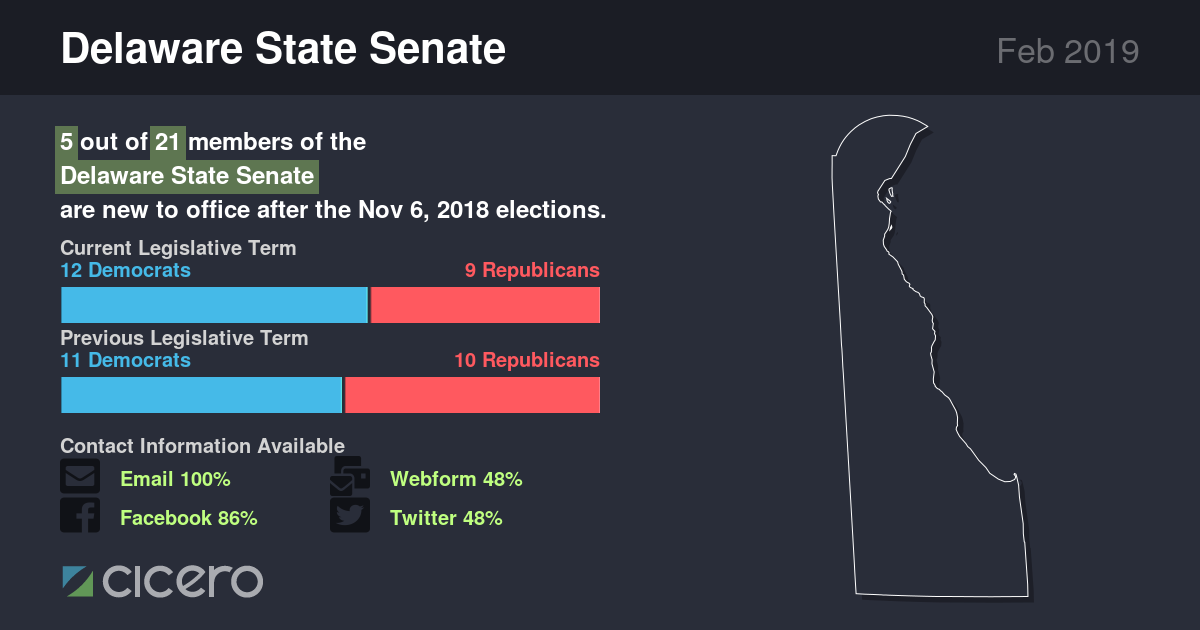 Delaware State Senate
Feb 2019
5 out of 21 members of the
Delaware State Senate
are new to office after the Nov 6, 2018 elections.
Current Legislative Term
12 Democrats 9 Republicans
Previous Legislative Term
11 Democrats 10 Republicans
Contact Information Available
Email 100% Webform 48%
Facebook 86% Twitter 48%
cicero